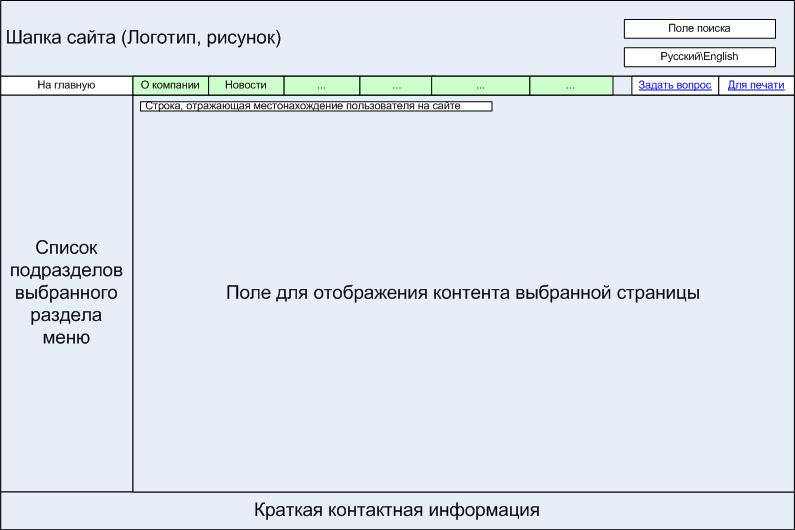 Шапка сайта (Логотип, рисунок)
Поле поиска
Русский\English
На главную
О компании
Новости
...
...
...
...
Задать вопрос
Для печати
Строка, отражающая местонахождение пользователя на сайте
Список
подразделов
выбранного
раздела
меню
Поле для отображения контента выбранной страницы
Краткая контактная информация